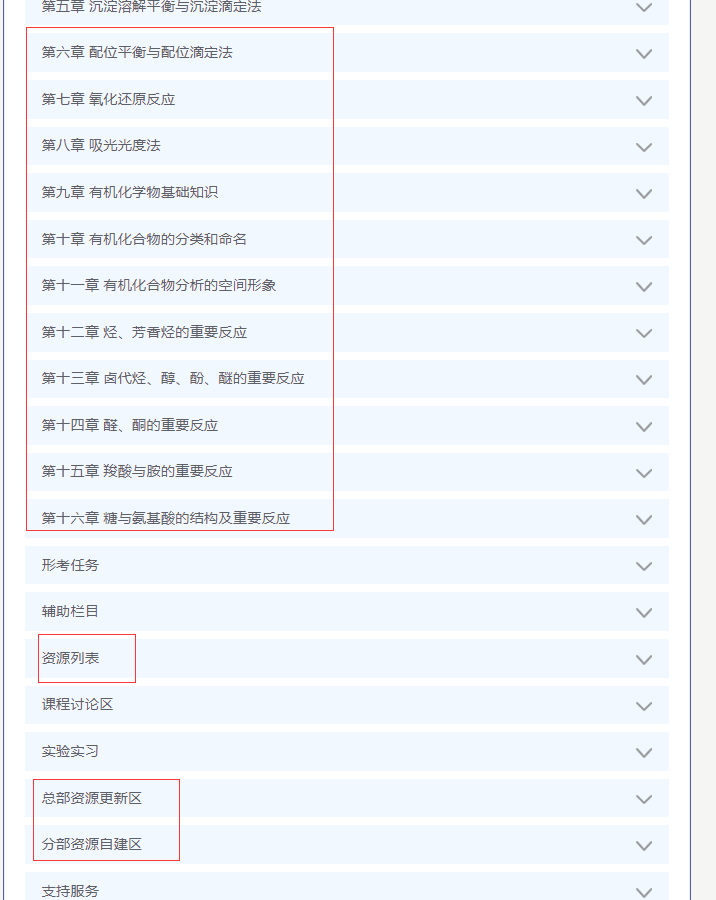 第五章 沉淀溶解平衡与沉淀滴定法
第六章 配位平衡与配位滴定法
第七章 氧化还原反应
第八章 吸光光度法
第九章 有机化学物基础知识
第十章 有机化合物的分类和命名
第十一章 有机化合物分析的空间形象
第十二章 烃、芳香烃的重要反应
第十三章 卤代烃、醇、酚、醚的重要反应
第十四章 醛、酮的重要反应
第十五章 羧酸与胺的重要反应
第十六章 糖与氨基酸的结构及重要反应
形考任务
辅助栏目
资源列表
课程讨论区
实验实习
总部资源更新区
分部资源自建区
支持服务